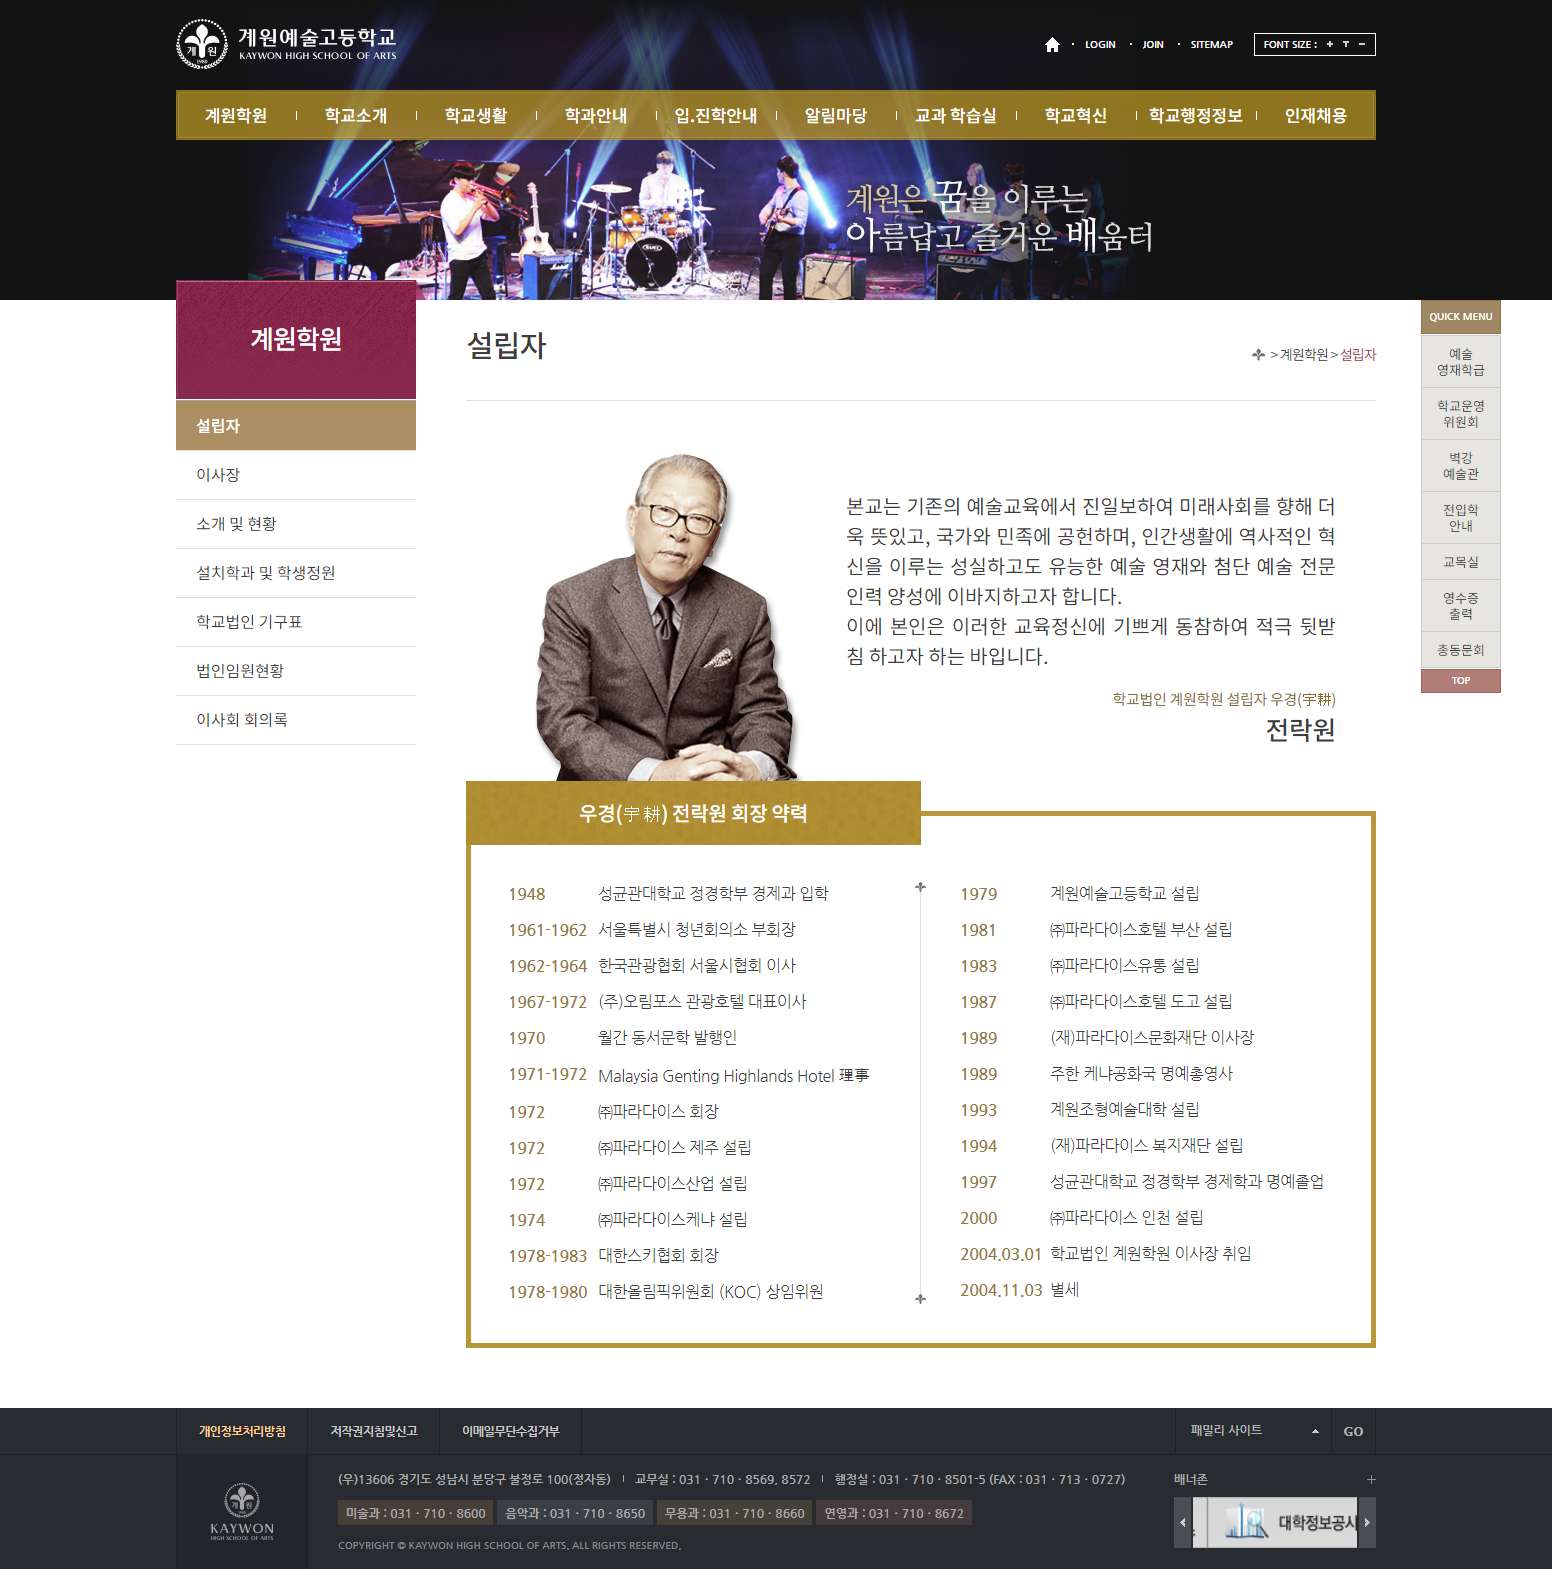 계원예술고등학교
KAYWON HIGH SCHOOL OF ARTS
계 원
1980
LOGIN
JOIN
SITEMAP
FONT SIZE : + T -
계원학원
학교소개
학교생활
학과안내
입.진학안내
알림마당
교과 학습실
학교혁신
학교행정정보
인재채용
계원은 꿈을 이루는
아름답고 즐거운 배움터
계원학원
설립자
이사장
소개 및 현황
설치학과 및 학생정원
학교법인 기구표
법인임원현황
이사회 회의록
설립자
> 계원학원 > 설립자
본교는 기존의 예술교육에서 진일보하여 미래사회를 향해 더
욱 뜻있고, 국가와 민족에 공헌하며, 인간생활에 역사적인 혁
신을 이루는 성실하고도 유능한 예술 영재와 첨단 예술 전문
인력 양성에 이바지하고자 합니다.
이에 본인은 이러한 교육정신에 기쁘게 동참하여 적극 뒷받
침 하고자 하는 바입니다.
학교법인 계원학원 설립자 우경(宇耕)
전락원
우경(宇耕) 전락원 회장 약력
1948 성균관대학교 정경학부 경제과 입학
1961-1962 서울특별시 청년회의소 부회장
1962-1964 한국관광협회 서울시협회 이사
1967-1972 (주)오림포스 관광호텔 대표이사
1970 월간 동서문학 발행인
1971-1972 Malaysia Genting Highlands Hotel 理事
1972 ㈜파라다이스 회장
1972 ㈜파라다이스 제주 설립
1972 ㈜파라다이스산업 설립
1974 ㈜파라다이스케냐 설립
1978-1983 대한스키협회 회장
1978-1980 대한올림픽위원회 (KOC) 상임위원
1979 계원예술고등학교 설립
1981 ㈜파라다이스호텔 부산 설립
1983 ㈜파라다이스유통 설립
1987 ㈜파라다이스호텔 도고 설립
1989 (재)파라다이스문화재단 이사장
1989 주한 케냐공화국 명예총영사
1993 계원조형예술대학 설립
1994 (재)파라다이스 복지재단 설립
1997 성균관대학교 정경학부 경제학과 명예졸업
2000 ㈜파라다이스 인천 설립
2004.03.01 학교법인 계원학원 이사장 취임
2004.11.03 별세
QUICK MENU
예술
영재학급
학교운영
위원회
벽강
예술관
전입학
안내
교목실
영수증
출력
총동문회
TOP
개인정보처리방침
저작권지침및신고
이메일무단수집거부
패밀리 사이트
GO
계 원
KAYWON
HIGH SCHOOL OF ARTS
(우)13606 경기도 성남시 분당구 불정로 100(정자동) | 교무실 : 031 · 710 · 8569, 8572 | 행정실 : 031 · 710 · 8501-5 (FAX : 031 · 713 · 0727)
미술과 : 031 · 710 · 8600
음악과 : 031 · 710 · 8650
무용과 : 031 · 710 · 8660
연영과 : 031 · 710 · 8672
COPYRIGHT © KAYWON HIGH SCHOOL OF ARTS. ALL RIGHTS RESERVED.
배너존
대학정보공시